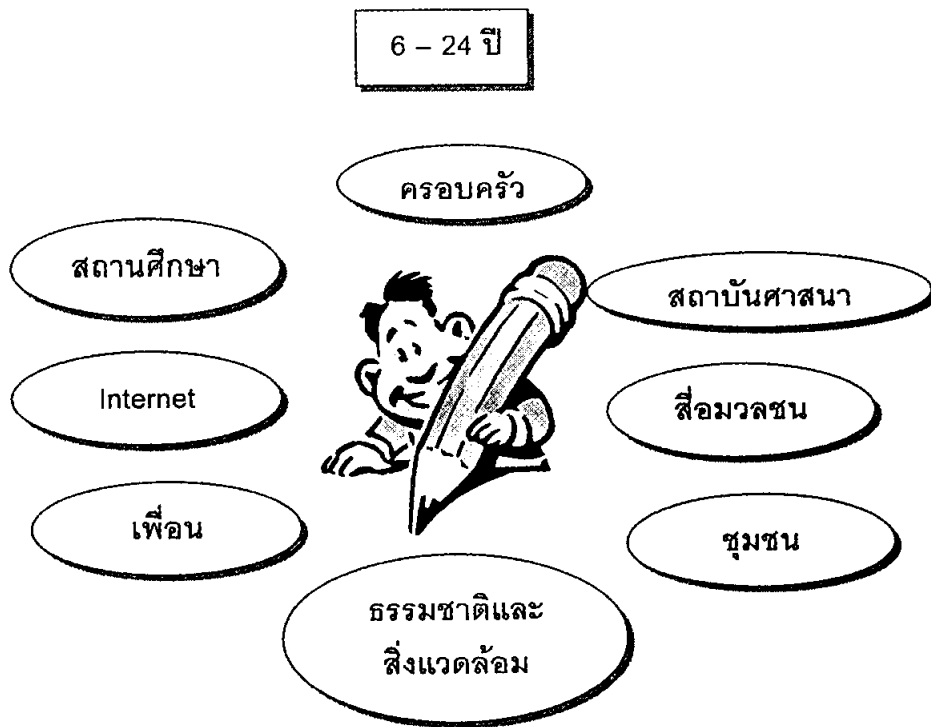 6 – 24 ปี
ครอบครัว
สถานศึกษา
สถาบันศาสนา
Internet
สื่อมวลชน
เพื่อน
ชุมชน
ธรรมชาติและ
สิ่งแวดล้อม